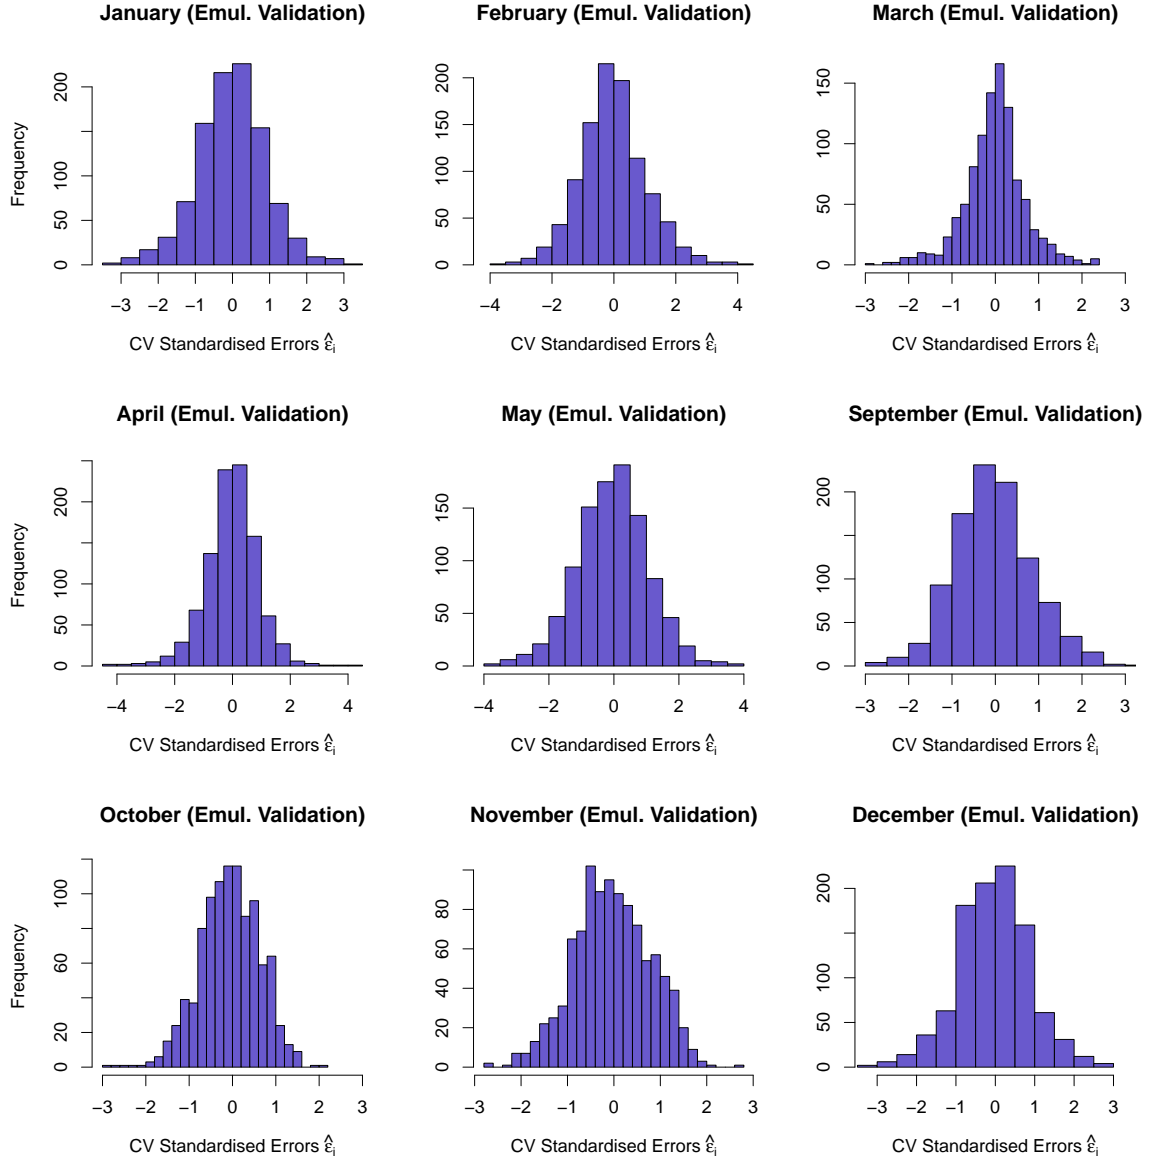 January (Emul. Validation)
Frequency
0 50 100 200
−3 −2 −1 0 1 2 3
CV Standardised Errors ε̂i
February (Emul. Validation)
0 50 100 150 200
−4 −2 0 2 4
CV Standardised Errors ε̂i
March (Emul. Validation)
0 50 100 150
−3 −2 −1 0 1 2 3
CV Standardised Errors ε̂i
April (Emul. Validation)
Frequency
0 50 100 200
−4 −2 0 2 4
CV Standardised Errors ε̂i
May (Emul. Validation)
0 50 100 150
−4 −2 0 2 4
CV Standardised Errors ε̂i
September (Emul. Validation)
0 50 100 200
−3 −2 −1 0 1 2 3
CV Standardised Errors ε̂i
October (Emul. Validation)
Frequency
0 20 60 100
−3 −2 −1 0 1 2 3
CV Standardised Errors ε̂i
November (Emul. Validation)
0 20 40 60 80
−3 −2 −1 0 1 2 3
CV Standardised Errors ε̂i
December (Emul. Validation)
0 50 100 200
−3 −2 −1 0 1 2 3
CV Standardised Errors ε̂i